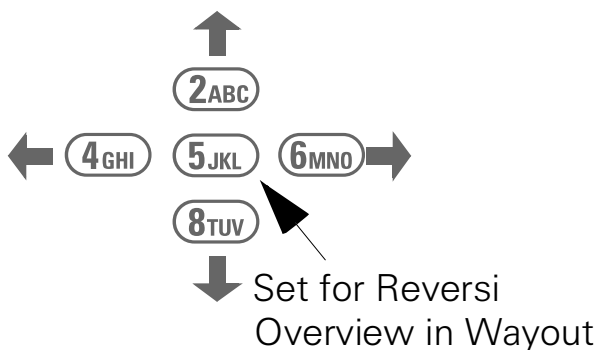 2ABC
4GHI 5JKL 6MNO
8TUV
Set for Reversi
Overview in Wayout